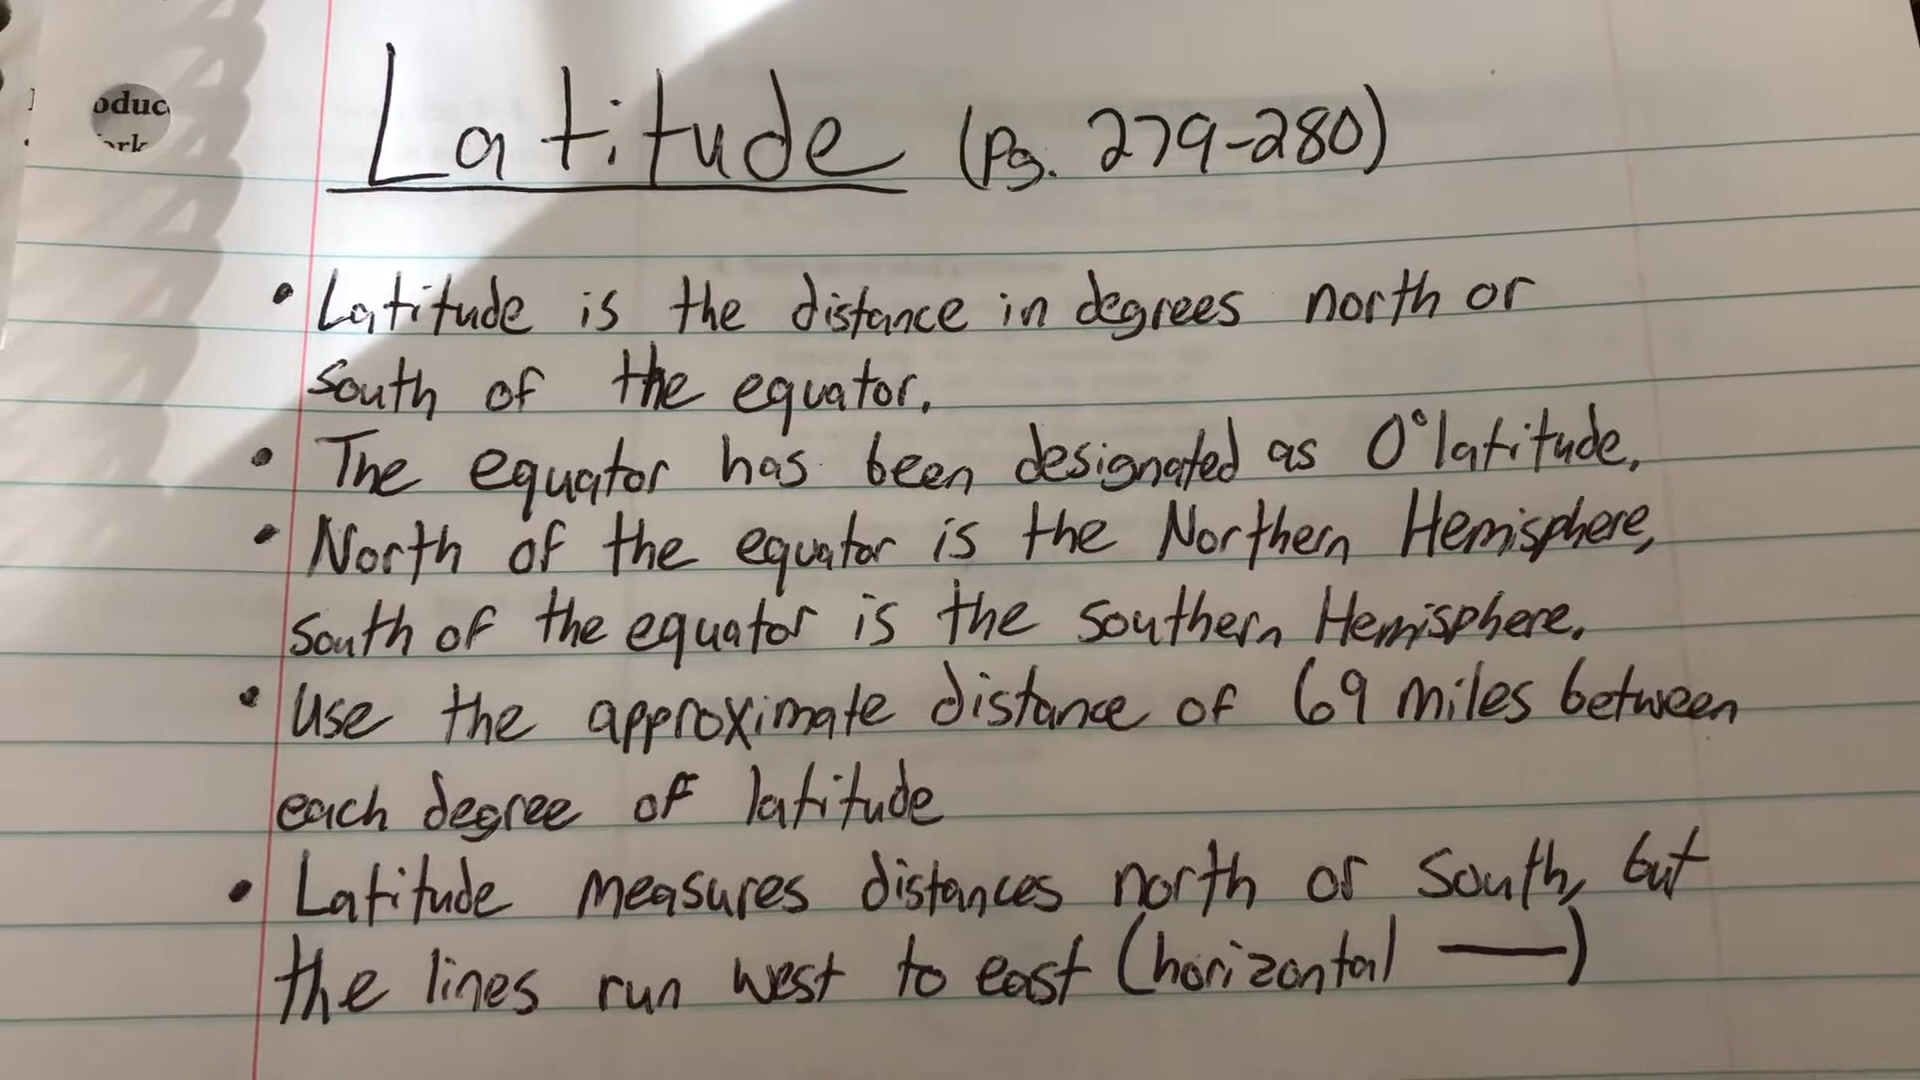 oduc
ork
Latitude (Pg. 279-280)
• Latitude is the distance in degrees north or
south of the equator.
• The equator has been designated as 0° latitude.
• North of the equator is the Northern Hemisphere,
south of the equator is the southern Hemisphere.
• Use the approximate distance of 69 miles between
each degree of latitude
• Latitude measures distances north or south, but
the lines run west to east (horizontal —)